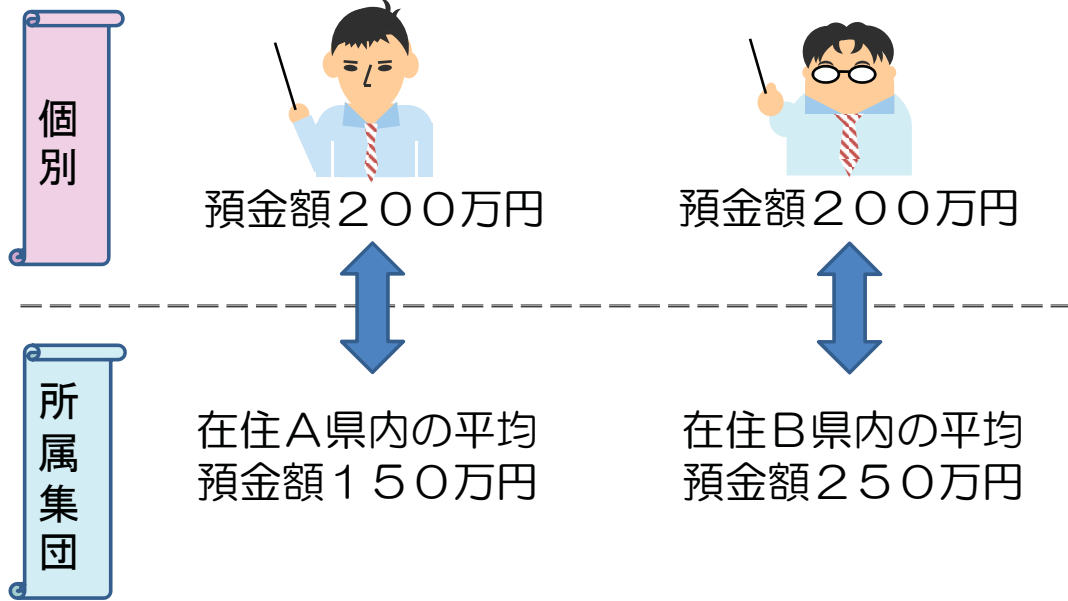 個別
預金額２００万円
預金額２００万円
所属集団
在住Ａ県内の平均
預金額１５０万円
在住Ｂ県内の平均
預金額２５０万円